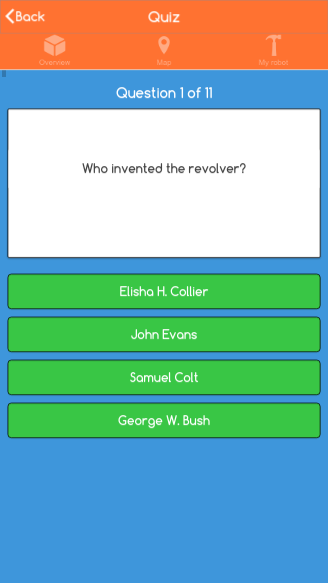 Back
Quiz
Overview
Map
My robot
Question 1 of 11
Who invented the revolver?
Elisha H. Collier
John Evans
Samuel Colt
George W. Bush